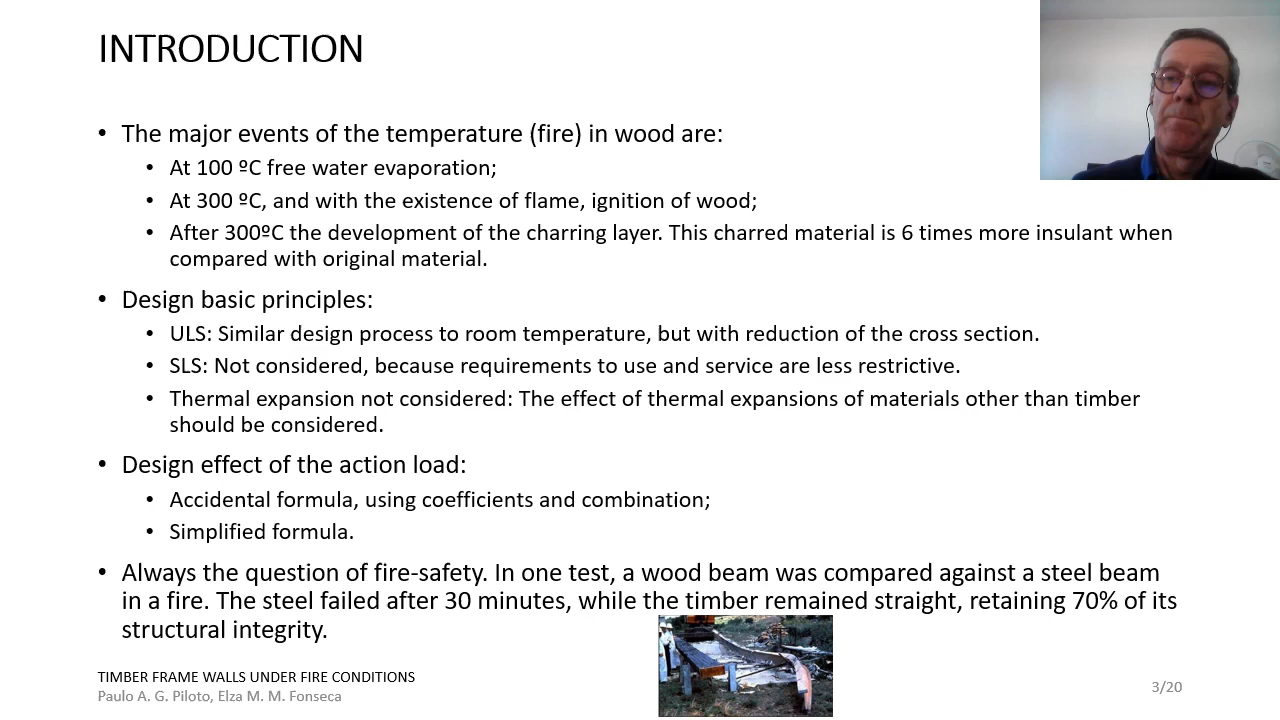 INTRODUCTION
• The major events of the temperature (fire) in wood are:
• At 100 ºC free water evaporation;
• At 300 ºC, and with the existence of flame, ignition of wood;
• After 300ºC the development of the charring layer. This charred material is 6 times more insulant when
compared with original material.
• Design basic principles:
• ULS: Similar design process to room temperature, but with reduction of the cross section.
• SLS: Not considered, because requirements to use and service are less restrictive.
• Thermal expansion not considered: The effect of thermal expansions of materials other than timber
should be considered.
• Design effect of the action load:
• Accidental formula, using coefficients and combination;
• Simplified formula.
• Always the question of fire-safety. In one test, a wood beam was compared against a steel beam
in a fire. The steel failed after 30 minutes, while the timber remained straight, retaining 70% of its
structural integrity.
TIMBER FRAME WALLS UNDER FIRE CONDITIONS
Paulo A. G. Piloto, Elza M. M. Fonseca
3/20